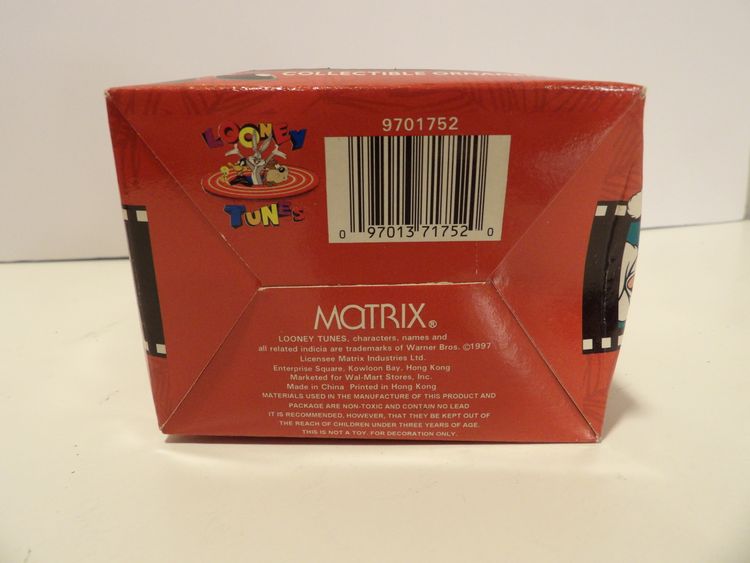 COLLECTIBLE
LOONEY
TUNES
9701752
0 97013 71752 0
MATRIX®
LOONEY TUNES, characters, names and
all related indicia are trademarks of Warner Bros. ©1997
Licensee Matrix Industries Ltd.
Enterprise Square, Kowloon Bay, Hong Kong
Marketed for Wal-Mart Stores, Inc.
Made in China Printed in Hong Kong
MATERIALS USED IN THE MANUFACTURE OF THIS PRODUCT AND
PACKAGE ARE NON-TOXIC AND CONTAIN NO LEAD
IT IS RECOMMENDED, HOWEVER, THAT THEY BE KEPT OUT OF
THE REACH OF CHILDREN UNDER THREE YEARS OF AGE.
THIS IS NOT A TOY. FOR DECORATION ONLY.